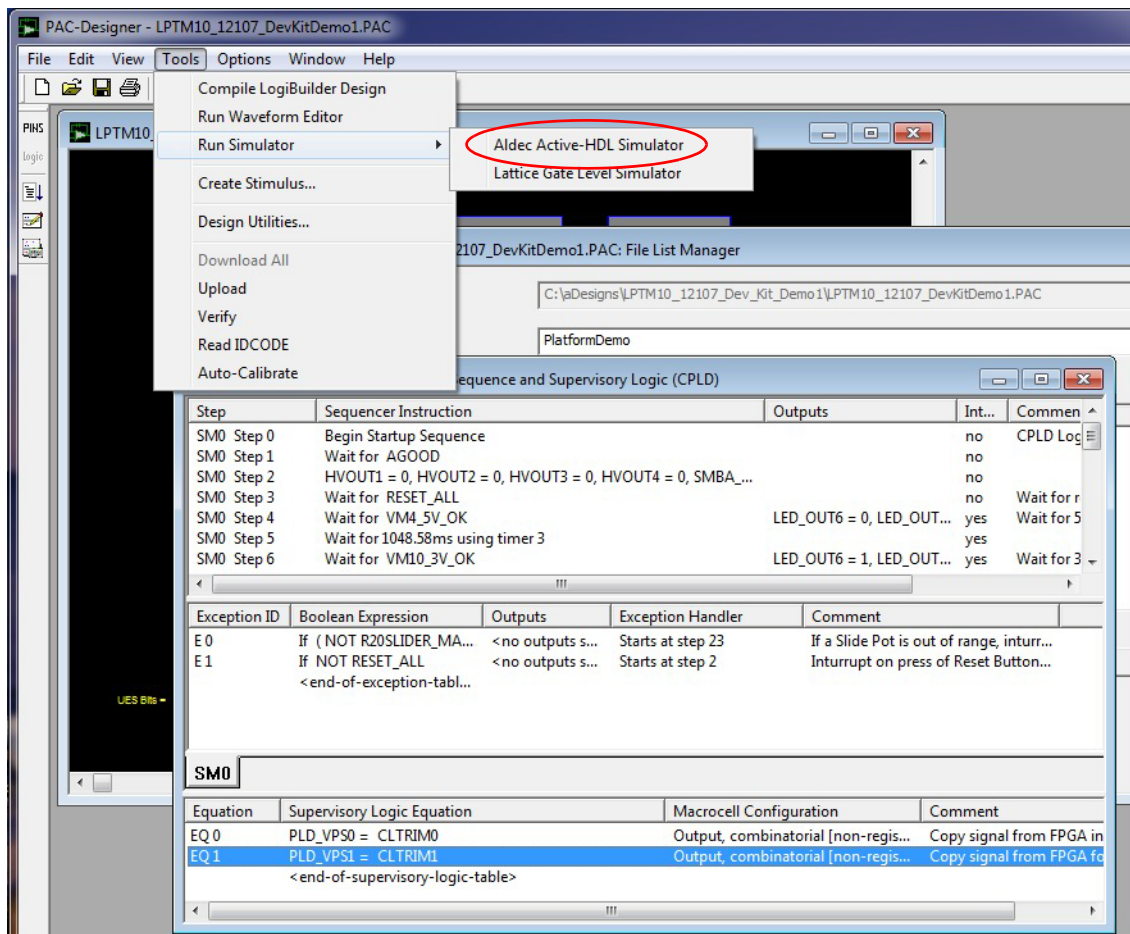 PAC-Designer - LPTM10_12107_DevKitDemo1.PAC
File Edit View Tools Options Window Help
Compile LogiBuilder Design
Run Waveform Editor
Run Simulator
Create Stimulus...
Design Utilities...
Download All
Upload
Verify
Read IDCODE
Auto-Calibrate
Aldec Active-HDL Simulator
Lattice Gate Level Simulator
PINS
Logic
LPTM10_
2107_DevKitDemo1.PAC: File List Manager
C:\aDesigns\LPTM10_12107_Dev_Kit_Demo1\LPTM10_12107_DevKitDemo1.PAC
PlatformDemo
equence and Supervisory Logic (CPLD)
Step Sequencer Instruction Outputs Int... Commen
SM0 Step 0 Begin Startup Sequence no CPLD Log
SM0 Step 1 Wait for AGOOD no
SM0 Step 2 HVOUT1 = 0, HVOUT2 = 0, HVOUT3 = 0, HVOUT4 = 0, SMBA_... no
SM0 Step 3 Wait for RESET_ALL no Wait for r
SM0 Step 4 Wait for VM4_5V_OK LED_OUT6 = 0, LED_OUT... yes Wait for 5
SM0 Step 5 Wait for 1048.58ms using timer 3 yes
SM0 Step 6 Wait for VM10_3V_OK LED_OUT6 = 1, LED_OUT... yes Wait for 3
Exception ID Boolean Expression Outputs Exception Handler Comment
E 0 If ( NOT R20SLIDER_MA... <no outputs s... Starts at step 23 If a Slide Pot is out of range, inturr...
E 1 If NOT RESET_ALL <no outputs s... Starts at step 2 Inturrupt on press of Reset Button...
<end-of-exception-tabl...
UES Bits =
SM0
Equation Supervisory Logic Equation Macrocell Configuration Comment
EQ 0 PLD_VPS0 = CLTRIM0 Output, combinatorial [non-regis... Copy signal from FPGA in
EQ 1 PLD_VPS1 = CLTRIM1 Output, combinatorial [non-regis... Copy signal from FPGA fo
<end-of-supervisory-logic-table>